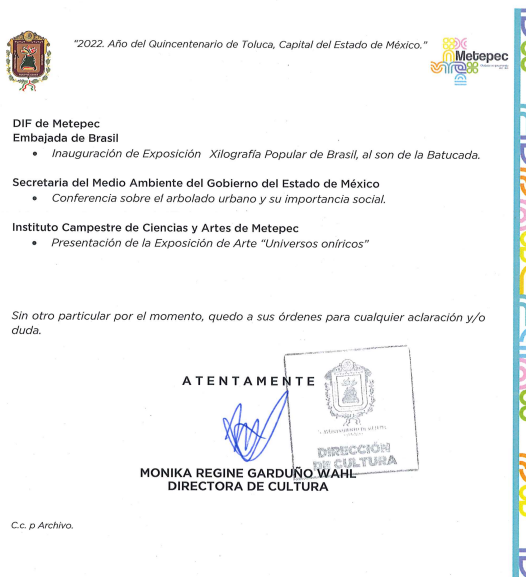 "2022. Año del Quincentenario de Toluca, Capital del Estado de México."
Metepec
DIF de Metepec
Embajada de Brasil
• Inauguración de Exposición Xilografía Popular de Brasil, al son de la Batucada.
Secretaria del Medio Ambiente del Gobierno del Estado de México
• Conferencia sobre el arbolado urbano y su importancia social.
Instituto Campestre de Ciencias y Artes de Metepec
• Presentación de la Exposición de Arte "Universos oníricos"
Sin otro particular por el momento, quedo a sus órdenes para cualquier aclaración y/o
duda.
ATENTAMENTE
DIRECCIÓN
DE CULTURA
MONIKA REGINE GARDUÑO WAHL
DIRECTORA DE CULTURA
C.c. p Archivo.